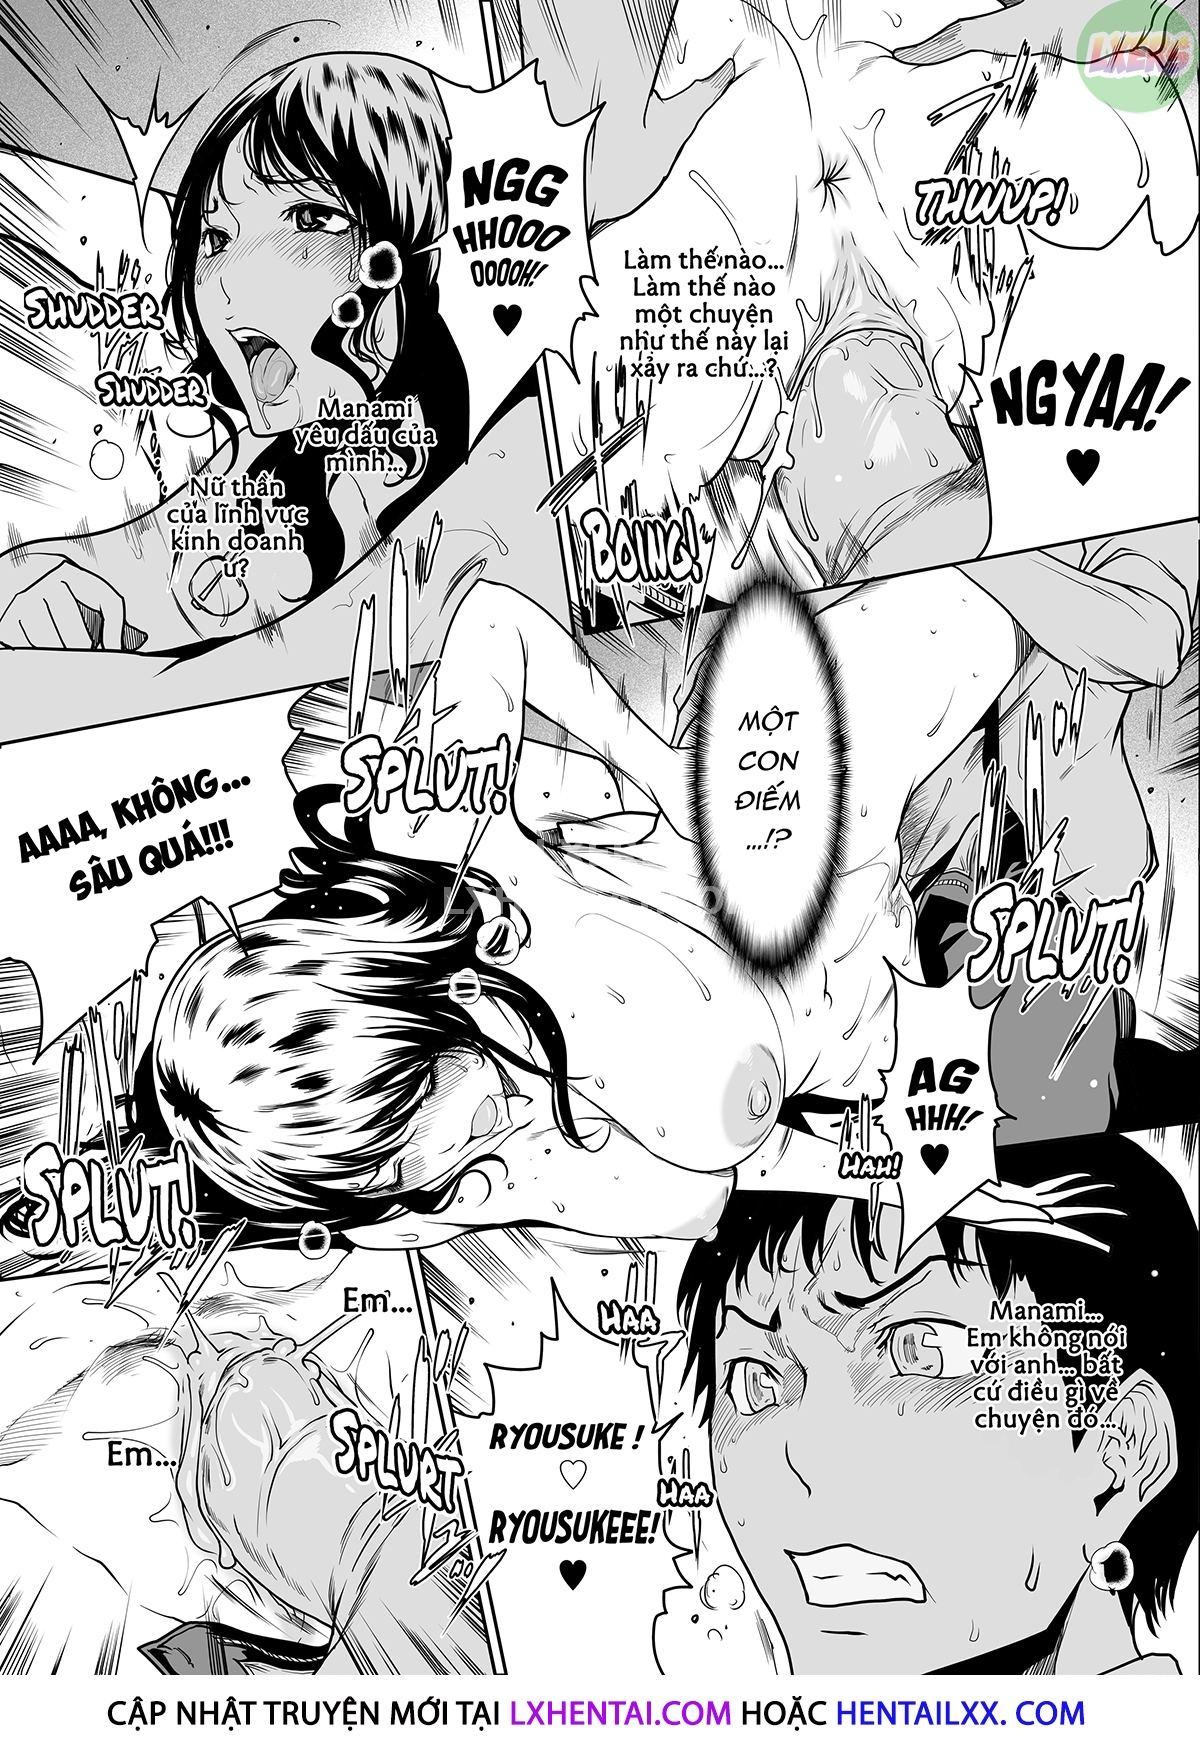 LXERS
THWUP!
NGYAA!
♥
Làm thế nào...
Làm thế nào
một chuyện
như thế này lại
xảy ra chứ...?
BOING!
NGG
HHOOO
OOOOH!
♥
SHUDDER
SHUDDER
Manami
yêu dấu của
mình...
Nữ thần
của lĩnh vực
kinh doanh
ư?
MỘT
CON
ĐIẾM
...!?
SPLUT!
AAAA, KHÔNG...
SÂU QUÁ!!!
SPLUT!
AG
HHH!
♥
HAH!
SPLUT!
Manami...
Em không nói
với anh... bất
cứ điều gì về
chuyện đó...
HAA
RYOUSUKE !
♡
RYOUSUKEEE!
♥
HAA
Em...
Em...
SPLURT
CẬP NHẬT TRUYỆN MỚI TẠI LXHENTAI.COM HOẶC HENTAILXX. COM